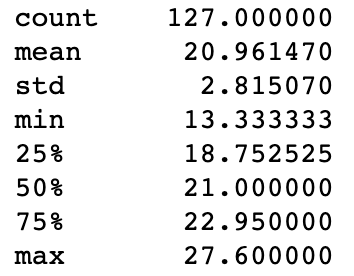 count 127.000000
mean 20.961470
std 2.815070
min 13.333333
25% 18.752525
50% 21.000000
75% 22.950000
max 27.600000